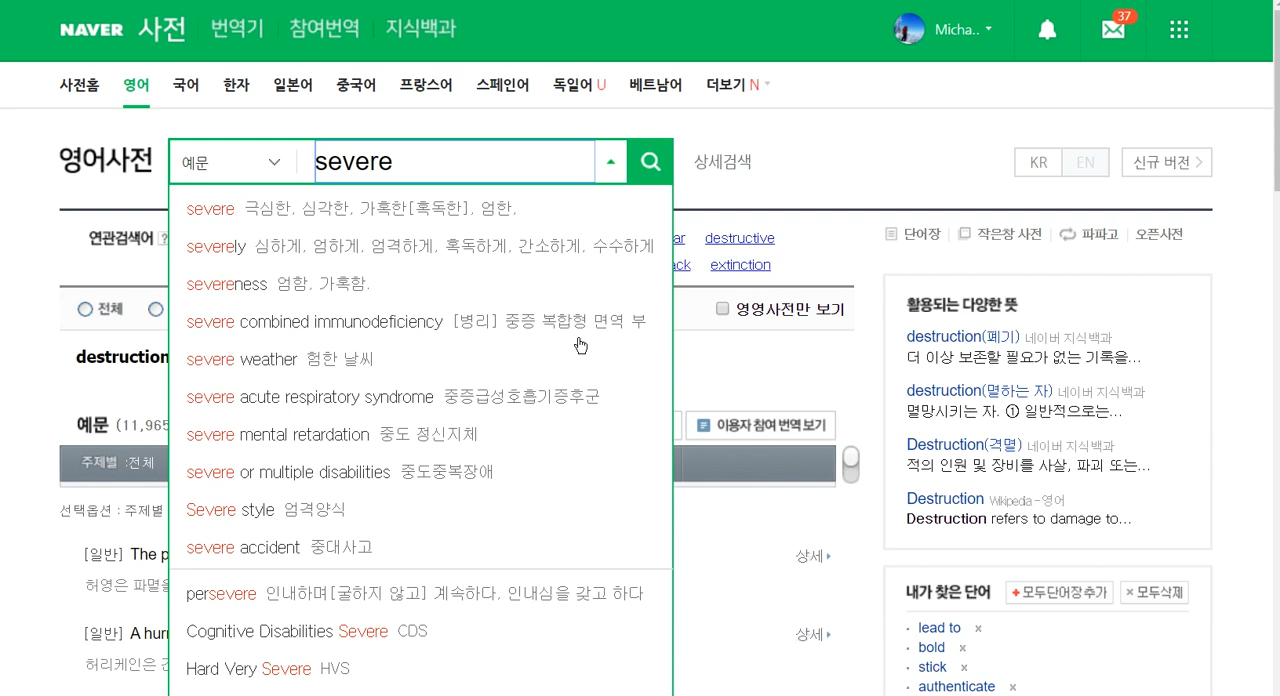 NAVER 사전 번역기 참여번역 지식백과 Micha.. 37
사전홈 영어 국어 한자 일본어 중국어 프랑스어 스페인어 독일어 U 베트남어 더보기 N
영어사전 예문 severe 상세검색 KR EN 신규 버전
severe 극심한, 심각한, 가혹한[혹독한], 엄한,
severely 심하게, 엄하게, 엄격하게, 혹독하게, 간소하게, 수수하게
severeness 엄함, 가혹함.
severe combined immunodeficiency [병리] 중증 복합형 면역 부
severe weather 험한 날씨
severe acute respiratory syndrome 중증급성호흡기증후군
severe mental retardation 중도 정신지체
severe or multiple disabilities 중도중복장애
Severe style 엄격양식
severe accident 중대사고
persevere 인내하며[굴하지 않고] 계속하다, 인내심을 갖고 하다
Cognitive Disabilities Severe CDS
Hard Very Severe HVS
연관검색어 ? ar destructive
ack extinction
전체 영영사전만 보기
destruction
예문 (11,965 이용자 참여 번역 보기
주제별 :전체
선택옵션 : 주제별
[일반] The p 상세
허영은 파멸을
[일반] A hurr 상세
허리케인은
단어장 작은창 사전 파파고 오픈사전
활용되는 다양한 뜻
destruction(폐기) 네이버 지식백과
더 이상 보존할 필요가 없는 기록을...
destruction(멸하는 자) 네이버 지식백과
멸망시키는 자. ① 일반적으로는...
Destruction(격멸) 네이버 지식백과
적의 인원 및 장비를 사살, 파괴 또는...
Destruction Wikipedia-영어
Destruction refers to damage to...
내가 찾은 단어 +모두단어장추가 ×모두삭제
· lead to x
· bold x
· stick x
· authenticate x